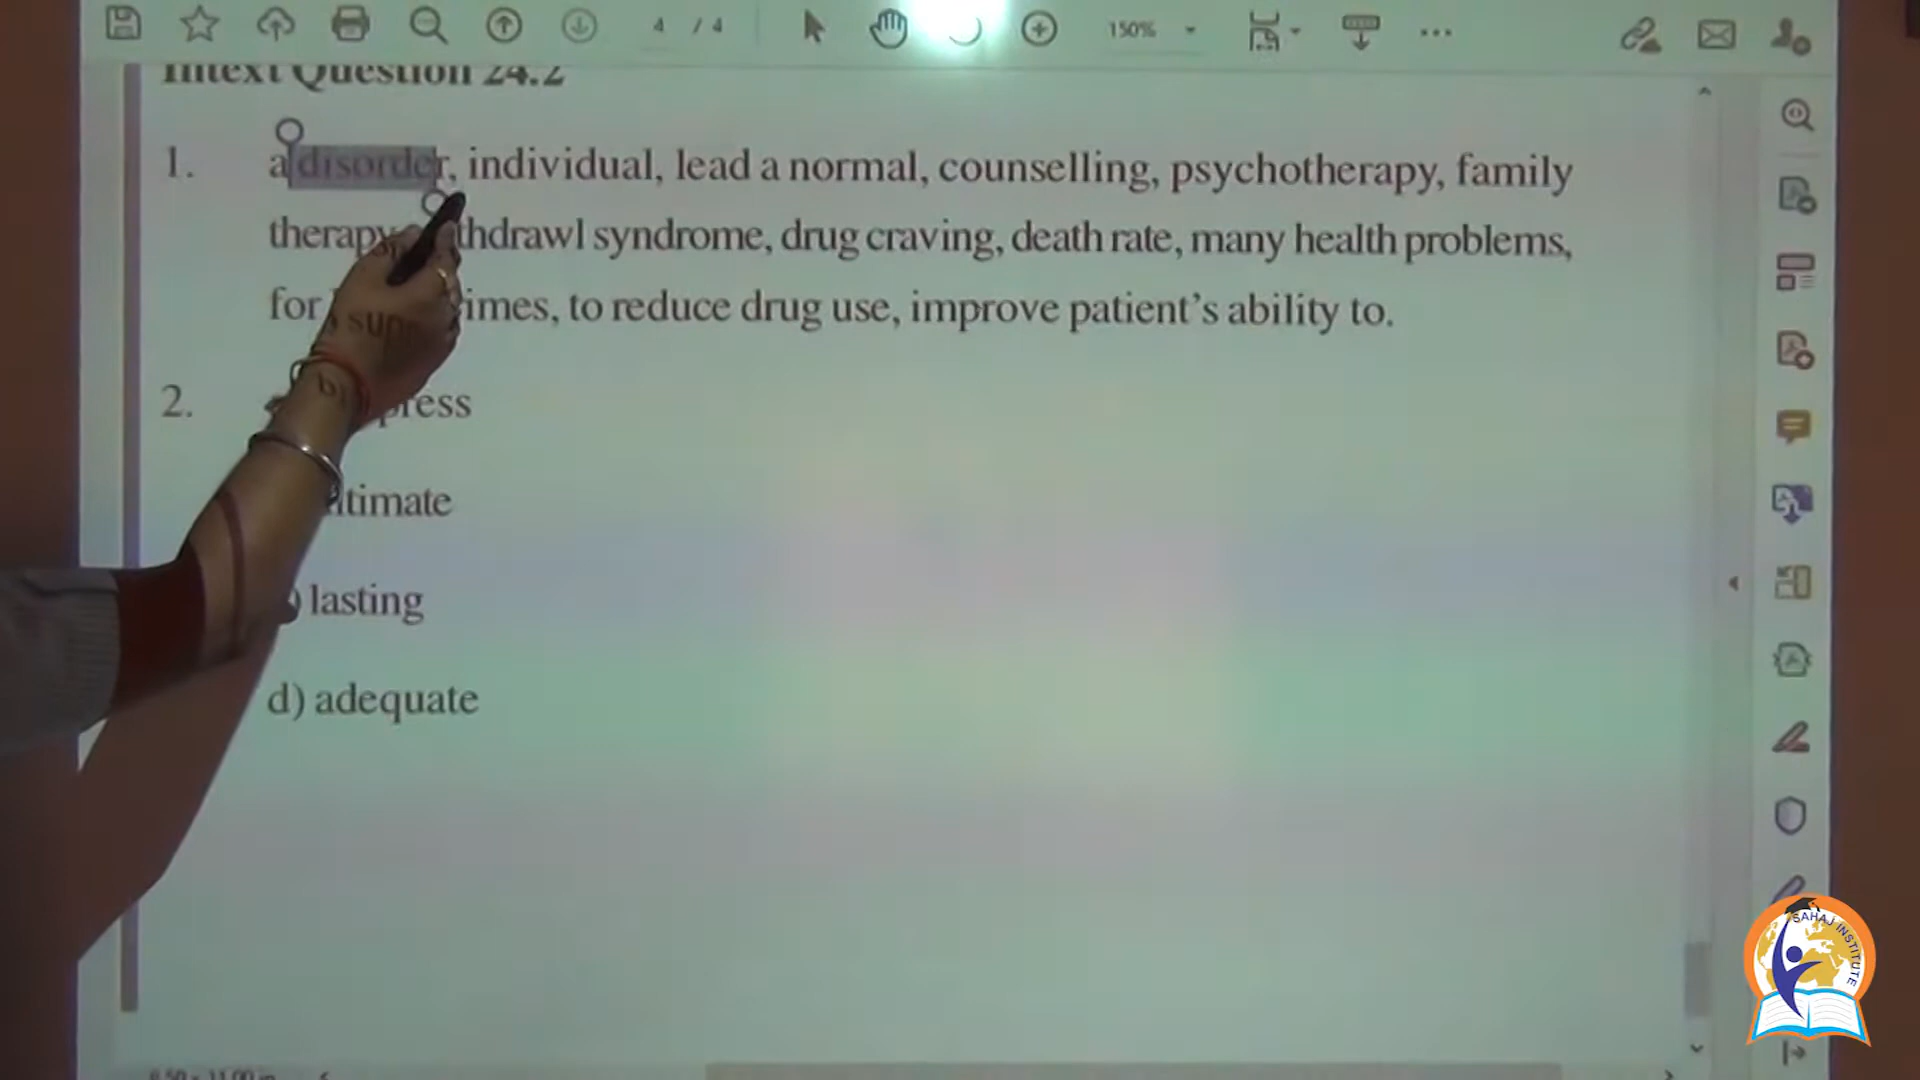 4 / 4
150%
Intext Question 24.2
1. a disorder, individual, lead a normal, counselling, psychotherapy, family
therapy, thdrawl syndrome, drug craving, death rate, many health problems,
for imes, to reduce drug use, improve patient's ability to.
2. press
timate
) lasting
d) adequate
SAHAJ INSTITUTE